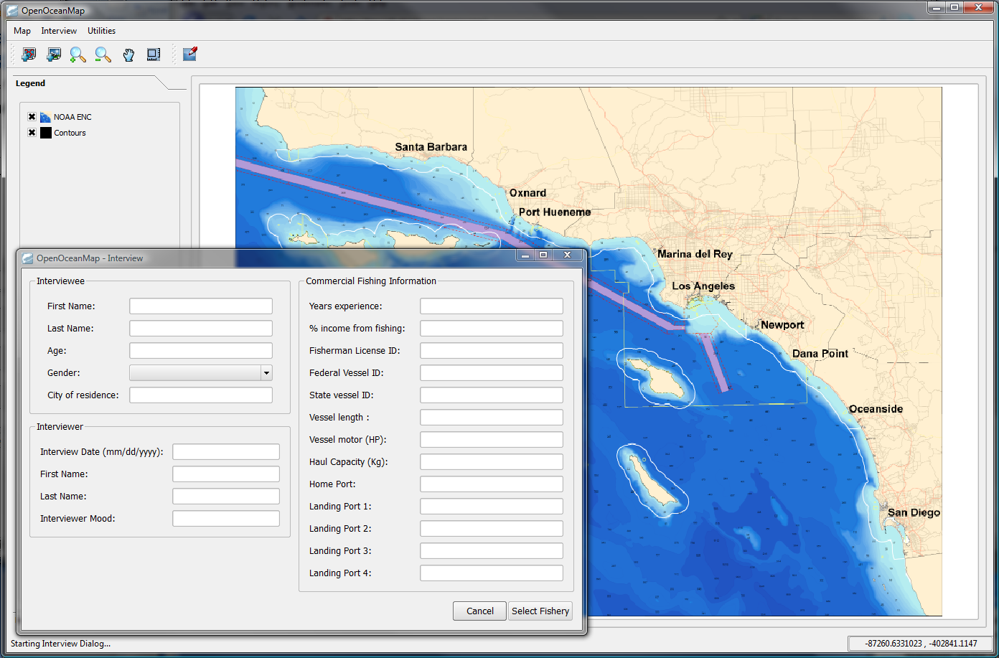 OpenOceanMap
Map Interview Utilities
Legend
NOAA ENC
Contours
Santa Barbara
Oxnard
Port Hueneme
Marina del Rey
Los Angeles
Newport
Dana Point
Oceanside
San Diego
OpenOceanMap - Interview
Interviewee
First Name:
Last Name:
Age:
Gender:
City of residence:
Interviewer
Interview Date (mm/dd/yyyy):
First Name:
Last Name:
Interviewer Mood:
Commercial Fishing Information
Years experience:
% income from fishing:
Fisherman License ID:
Federal Vessel ID:
State vessel ID:
Vessel length :
Vessel motor (HP):
Haul Capacity (Kg):
Home Port:
Landing Port 1:
Landing Port 2:
Landing Port 3:
Landing Port 4:
Cancel Select Fishery
Starting Interview Dialog...
-87260.6331023 , -402841.1147